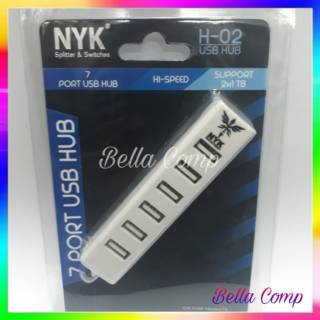 NYK®
Splitter & Switches
H-02
USB HUB
7
PORT USB HUB
HI-SPEED
SUPPORT
2x1 TB
7 PORT USB HUB
NYK
Bella Comp
Bella Comp